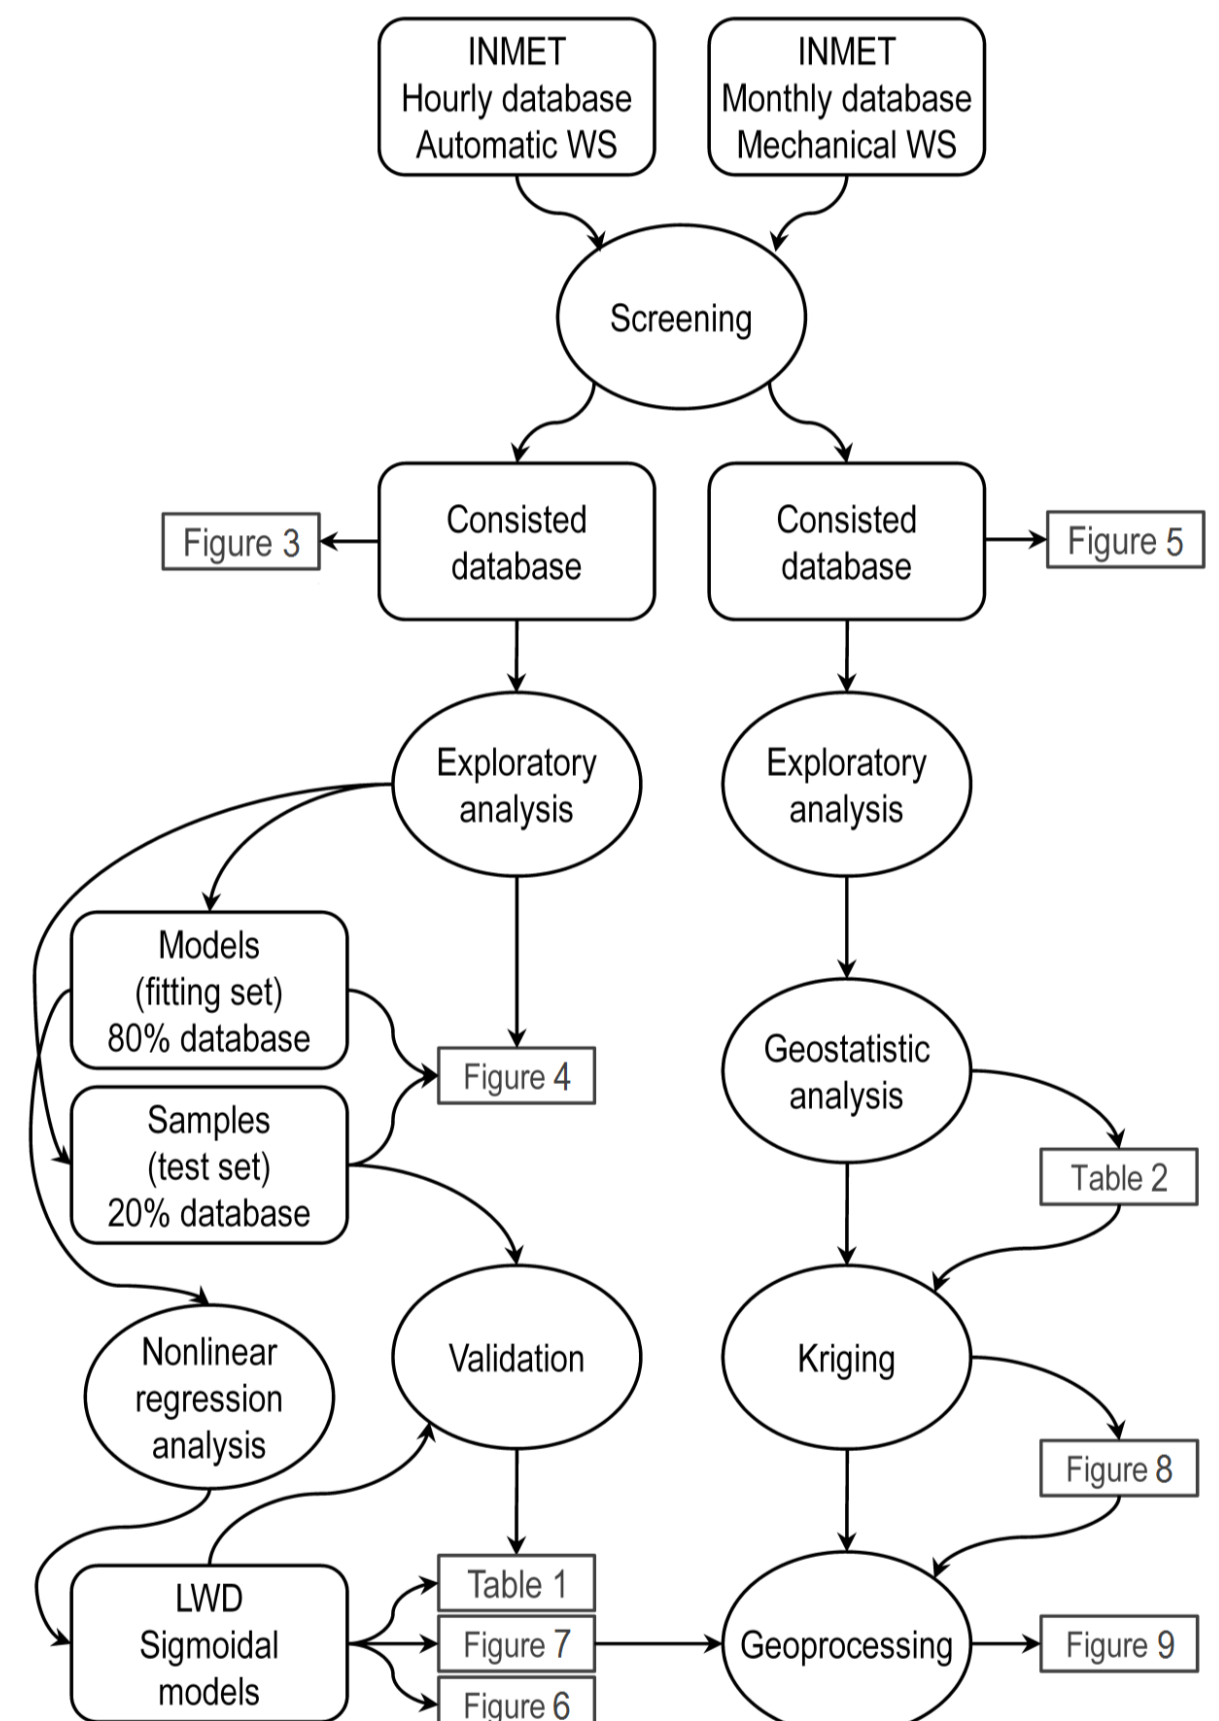 INMET
Hourly database
Automatic WS
INMET
Monthly database
Mechanical WS
Screening
Figure 3
Consisted
database
Consisted
database
Figure 5
Exploratory
analysis
Exploratory
analysis
Models
(fitting set)
80% database
Figure 4
Geostatistic
analysis
Samples
(test set)
20% database
Table 2
Nonlinear
regression
analysis
Validation
Kriging
Figure 8
LWD
Sigmoidal
models
Table 1
Figure 7
Figure 6
Geoprocessing
Figure 9